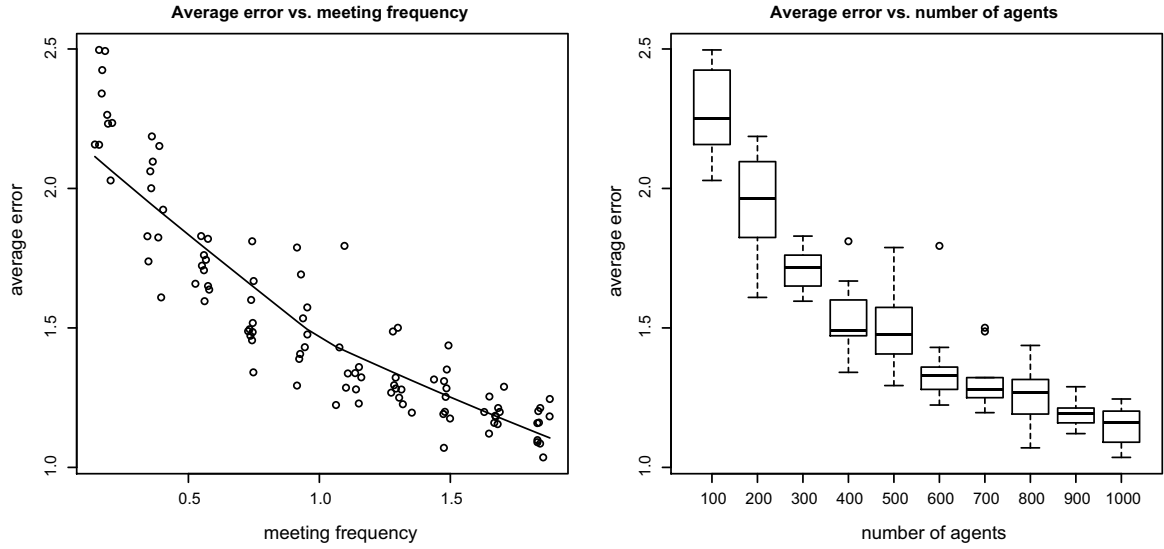 Average error vs. meeting frequency
average error
2.5
2.0
1.5
1.0
0.5 1.0 1.5
meeting frequency
Average error vs. number of agents
average error
2.5
2.0
1.5
1.0
100 200 300 400 500 600 700 800 900 1000
number of agents